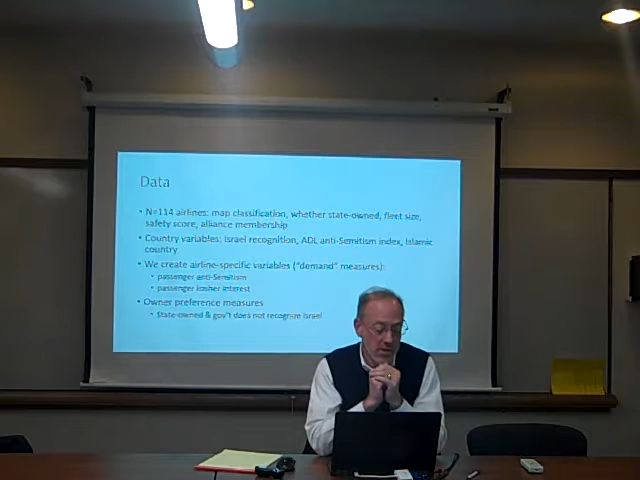 Data
• N=114 airlines: map classification, whether state-owned, fleet size,
safety score, alliance membership
• Country variables: Israel recognition, ADL anti-Semitism index, Islamic
country
• We create airline-specific variables ("demand" measures):
• passenger anti-Semitism
• passenger kosher interest
• Owner preference measures
• State-owned & gov't does not recognize Israel